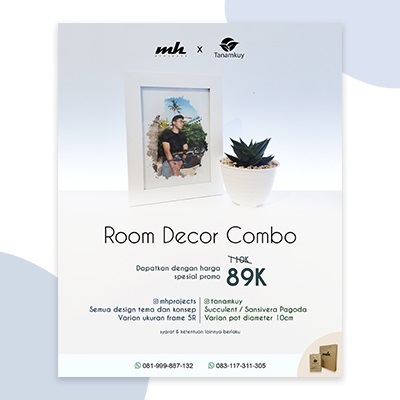 mh x Tanamkuy
PROJECTS
Room Decor Combo
Dapatkan dengan harga
spesial promo
110K
89K
mhprojects
Semua design tema dan konsep
Varian ukuran frame 5R
tanamkuy
Succulent / Sansivera Pagoda
Varian pot diameter 10cm
syarat & ketentuan lainnya berlaku
081-999-887-132
083-117-311-305